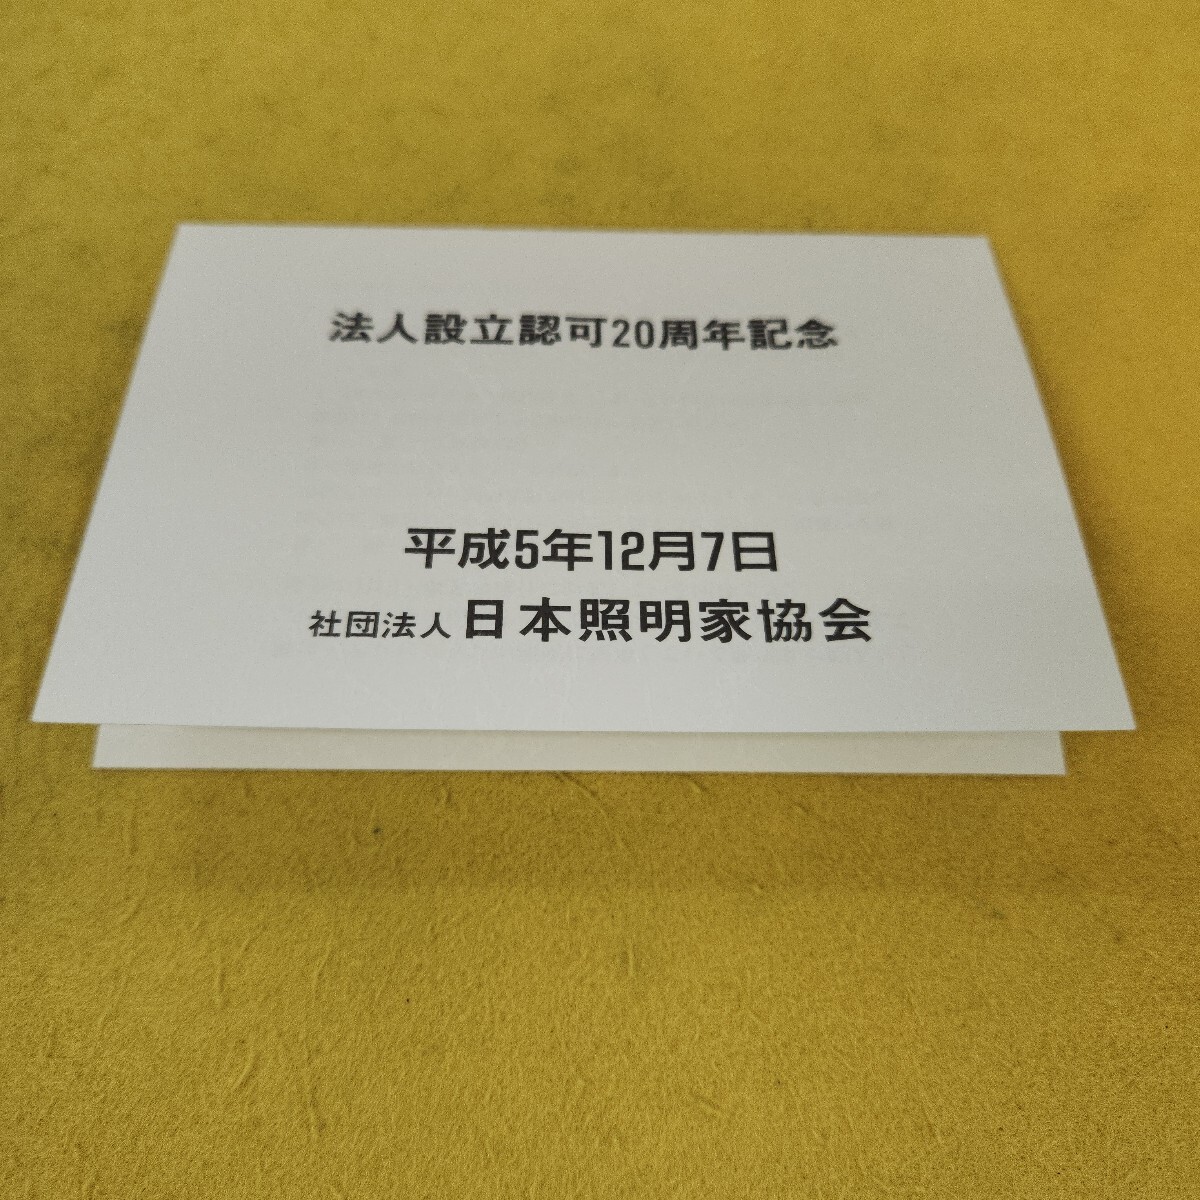 法人設立認可20周年記念
平成5年12月7日
社団法人 日本照明家協会